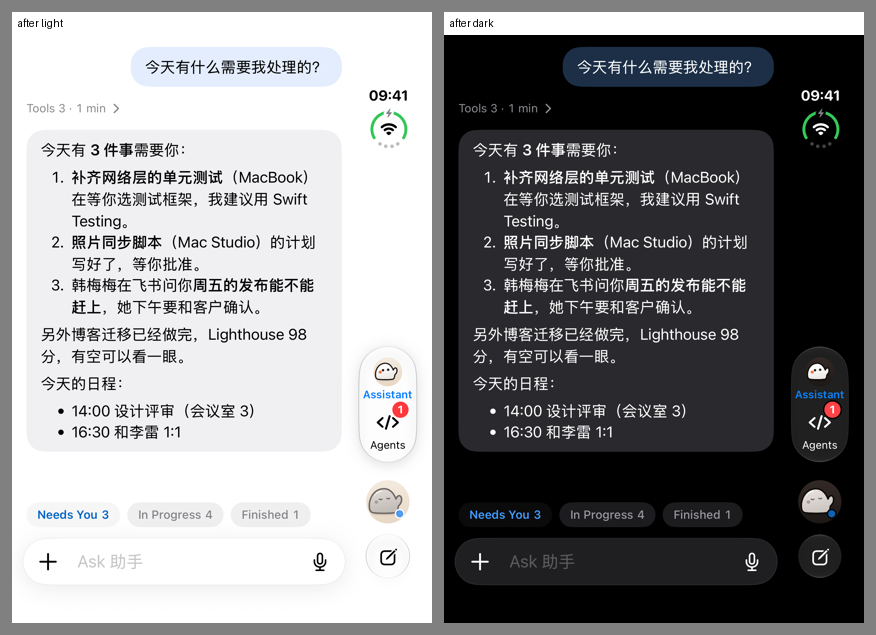 after light
今天有什么需要我处理的?
09:41
Tools 3 · 1 min
今天有 3 件事需要你：
1. 补齐网络层的单元测试（MacBook）
在等你选测试框架，我建议用 Swift
Testing。
2. 照片同步脚本（Mac Studio）的计划
写好了，等你批准。
3. 韩梅梅在飞书问你周五的发布能不能
赶上，她下午要和客户确认。
另外博客迁移已经做完，Lighthouse 98
分，有空可以看一眼。
今天的日程：
• 14:00 设计评审（会议室 3）
• 16:30 和李雷 1:1
Assistant
1
</>
Agents
Needs You 3
In Progress 4
Finished 1
Ask 助手
after dark
今天有什么需要我处理的?
09:41
Tools 3 · 1 min
今天有 3 件事需要你：
1. 补齐网络层的单元测试（MacBook）
在等你选测试框架，我建议用 Swift
Testing。
2. 照片同步脚本（Mac Studio）的计划
写好了，等你批准。
3. 韩梅梅在飞书问你周五的发布能不能
赶上，她下午要和客户确认。
另外博客迁移已经做完，Lighthouse 98
分，有空可以看一眼。
今天的日程：
• 14:00 设计评审（会议室 3）
• 16:30 和李雷 1:1
Assistant
1
</>
Agents
Needs You 3
In Progress 4
Finished 1
Ask 助手